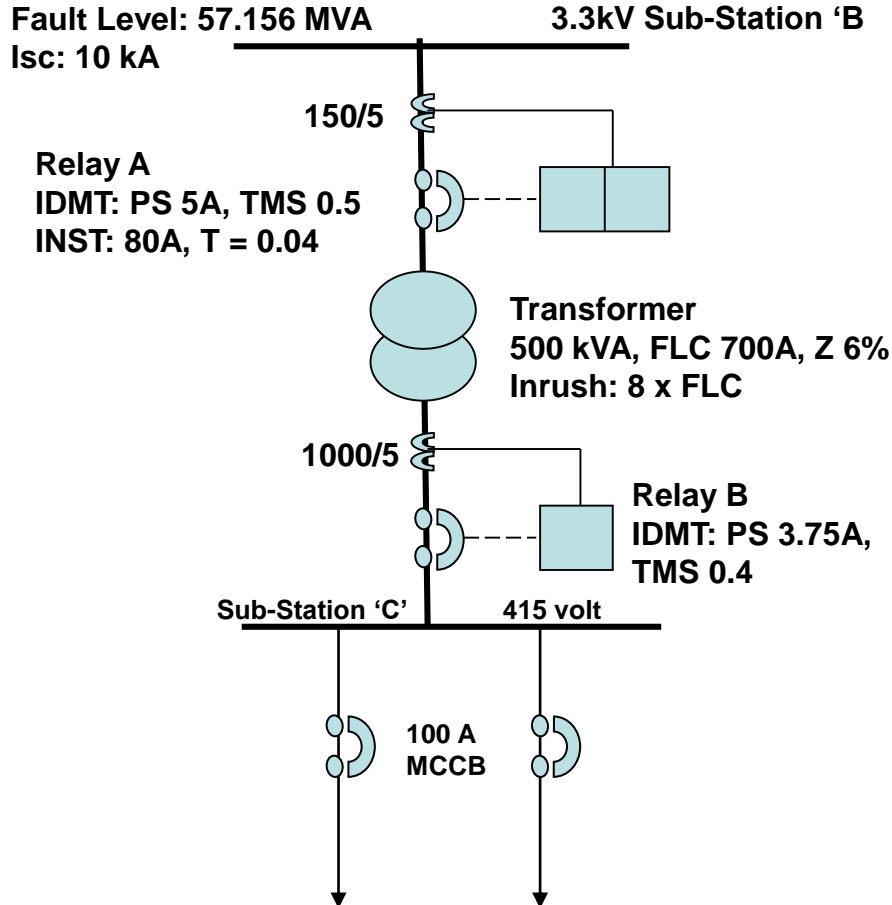 Fault Level: 57.156 MVA
Isc: 10 kA
3.3kV Sub-Station ‘B
150/5
Relay A
IDMT: PS 5A, TMS 0.5
INST: 80A, T = 0.04
Transformer
500 kVA, FLC 700A, Z 6%
Inrush: 8 x FLC
1000/5
Relay B
IDMT: PS 3.75A,
TMS 0.4
Sub-Station ‘C’
415 volt
100 A
MCCB